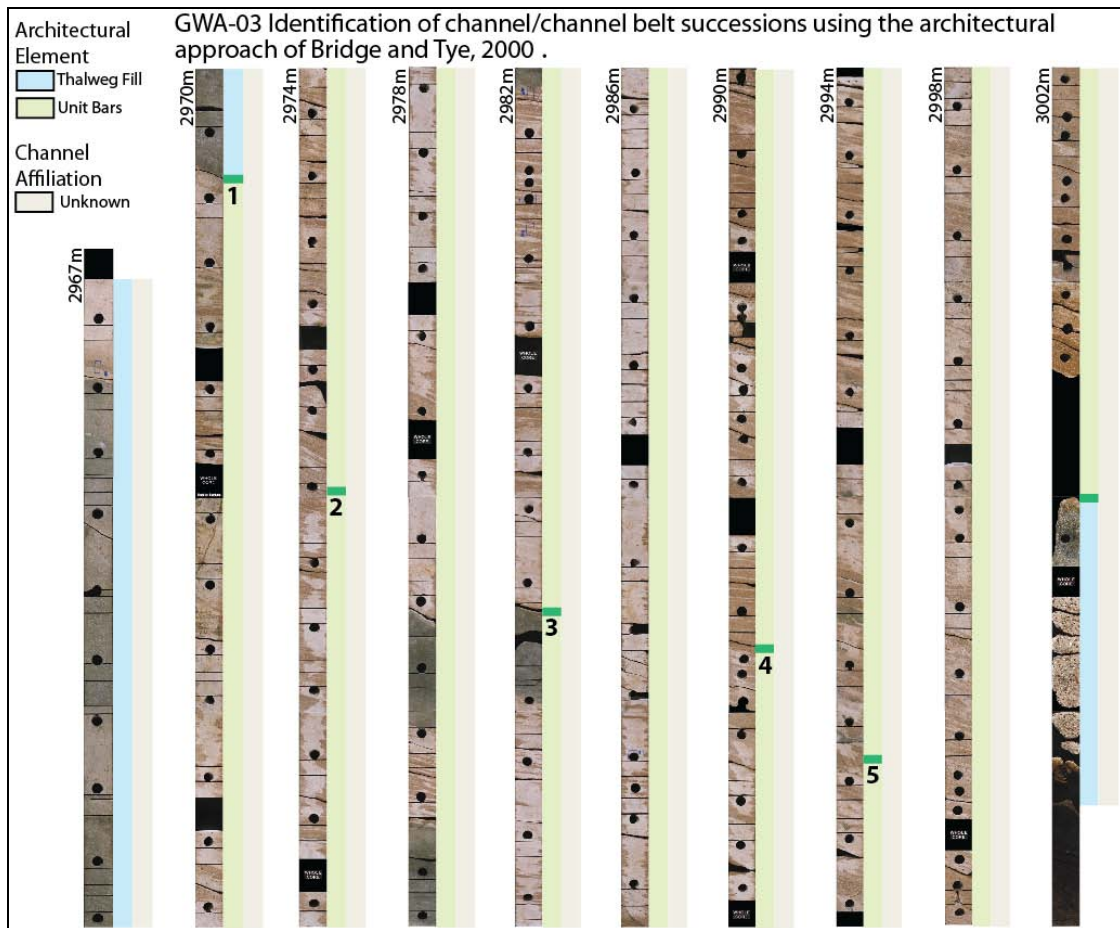 GWA-03 Identification of channel/channel belt successions using the architectural
approach of Bridge and Tye, 2000 .
Architectural
Element
Thalweg Fill
Unit Bars
Channel
Affiliation
Unknown
2967m
2970m
2974m
2978m
2982m
2986m
2990m
2994m
2998m
3002m
1
2
3
4
5
WHOLE
CORE
WHOLE
CORE
WHOLE
CORE
WHOLE
CORE
WHOLE
CORE
WHOLE
CORE
WHOLE
CORE
WHOLE
CORE